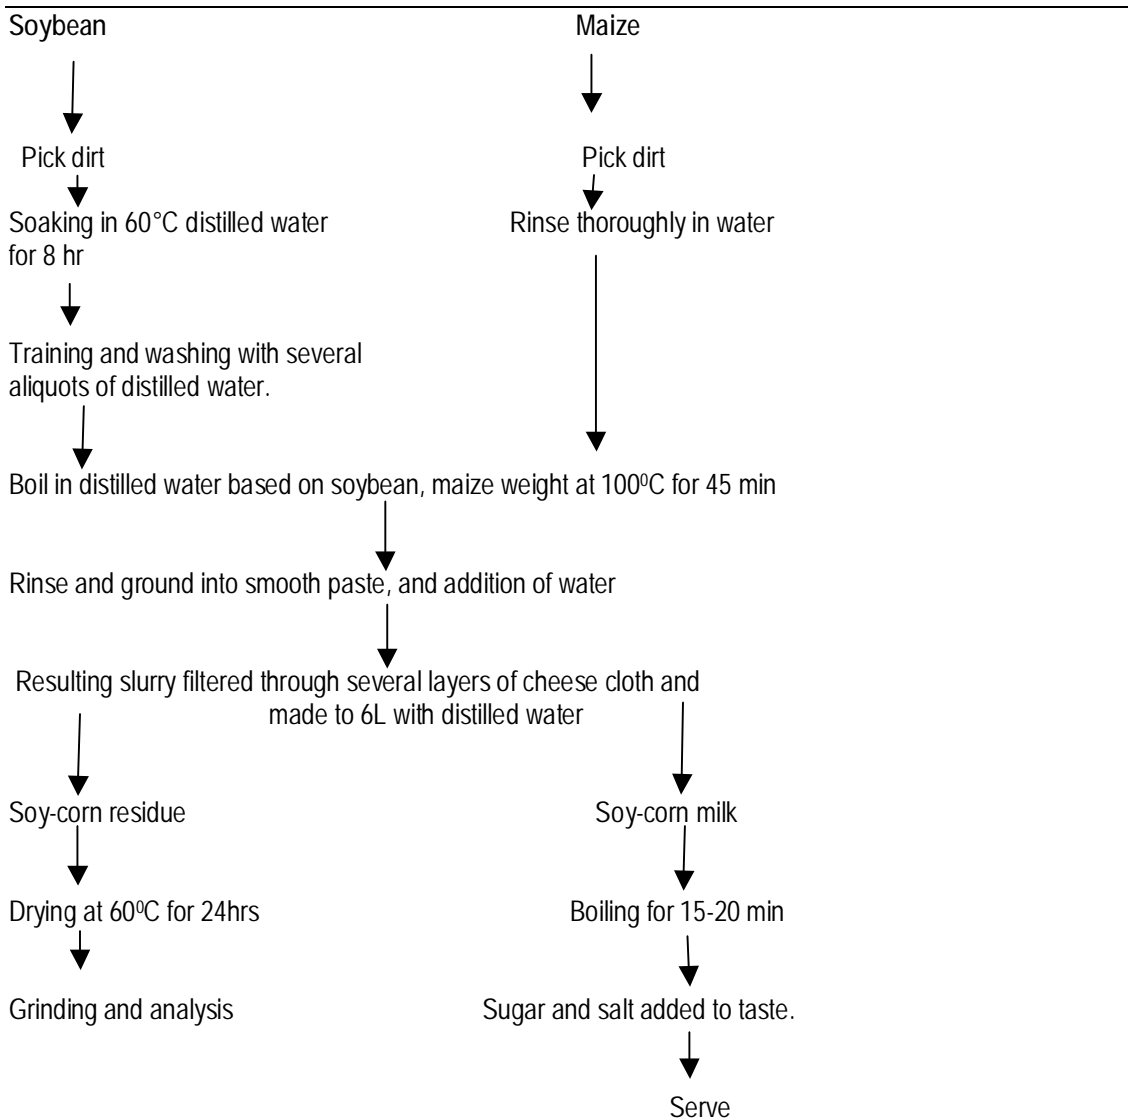 Soybean
Maize
Pick dirt
Pick dirt
Soaking in 60°C distilled water
for 8 hr
Rinse thoroughly in water
Training and washing with several
aliquots of distilled water.
Boil in distilled water based on soybean, maize weight at 100⁰C for 45 min
Rinse and ground into smooth paste, and addition of water
Resulting slurry filtered through several layers of cheese cloth and
made to 6L with distilled water
Soy-corn residue
Soy-corn milk
Drying at 60⁰C for 24hrs
Boiling for 15-20 min
Grinding and analysis
Sugar and salt added to taste.
Serve